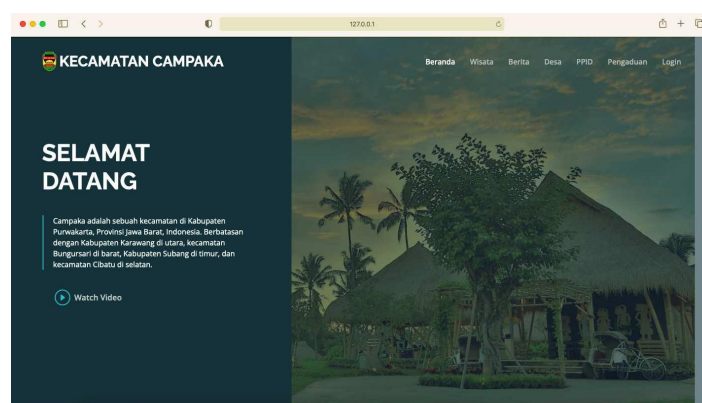 127.0.0.1
KECAMATAN CAMPAKA
Beranda Wisata Berita Desa PPID Pengaduan Login
SELAMAT
DATANG
Campaka adalah sebuah kecamatan di Kabupaten
Purwakarta, Provinsi Jawa Barat, Indonesia. Berbatasan
dengan Kabupaten Karawang di utara, kecamatan
Bungursari di barat, Kabupaten Subang di timur, dan
kecamatan Cibatu di selatan.
Watch Video